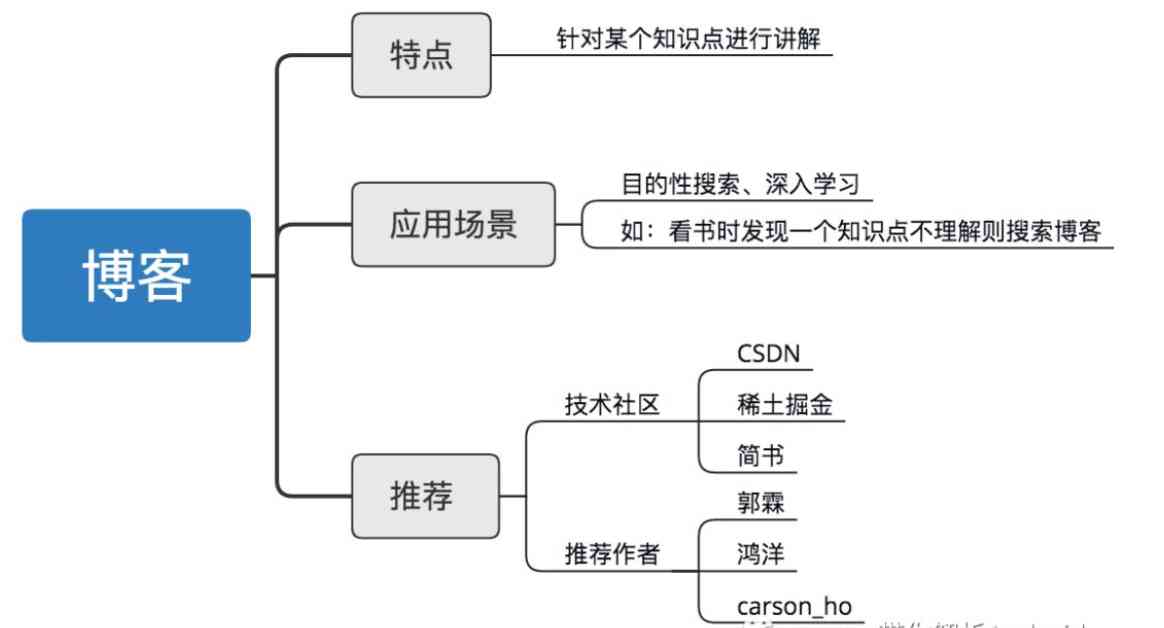 博客
特点
针对某个知识点进行讲解
应用场景
目的性搜索、深入学习
如：看书时发现一个知识点不理解则搜索博客
推荐
技术社区
CSDN
稀土掘金
简书
推荐作者
郭霖
鸿洋
carson_ho